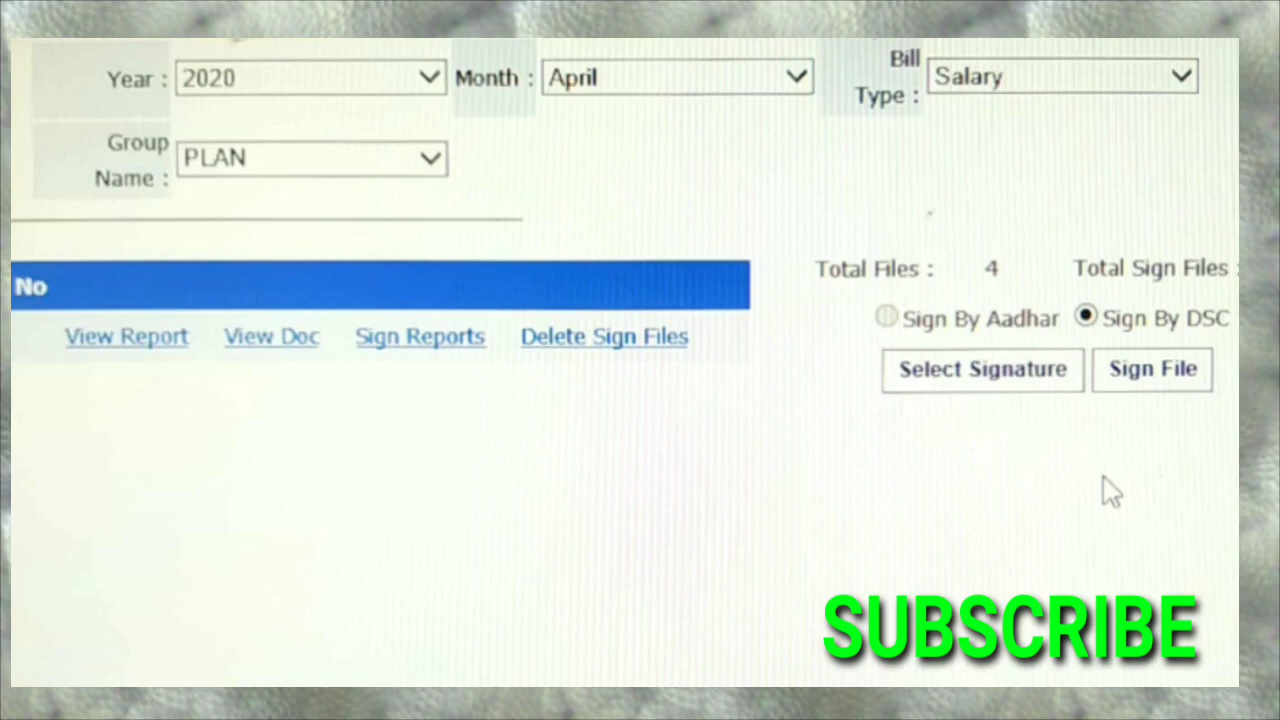 Year : 2020 Month : April Bill Type : Salary
Group Name : PLAN
No
Total Files : 4 Total Sign Files :
View Report View Doc Sign Reports Delete Sign Files
Sign By Aadhar Sign By DSC
Select Signature Sign File
SUBSCRIBE